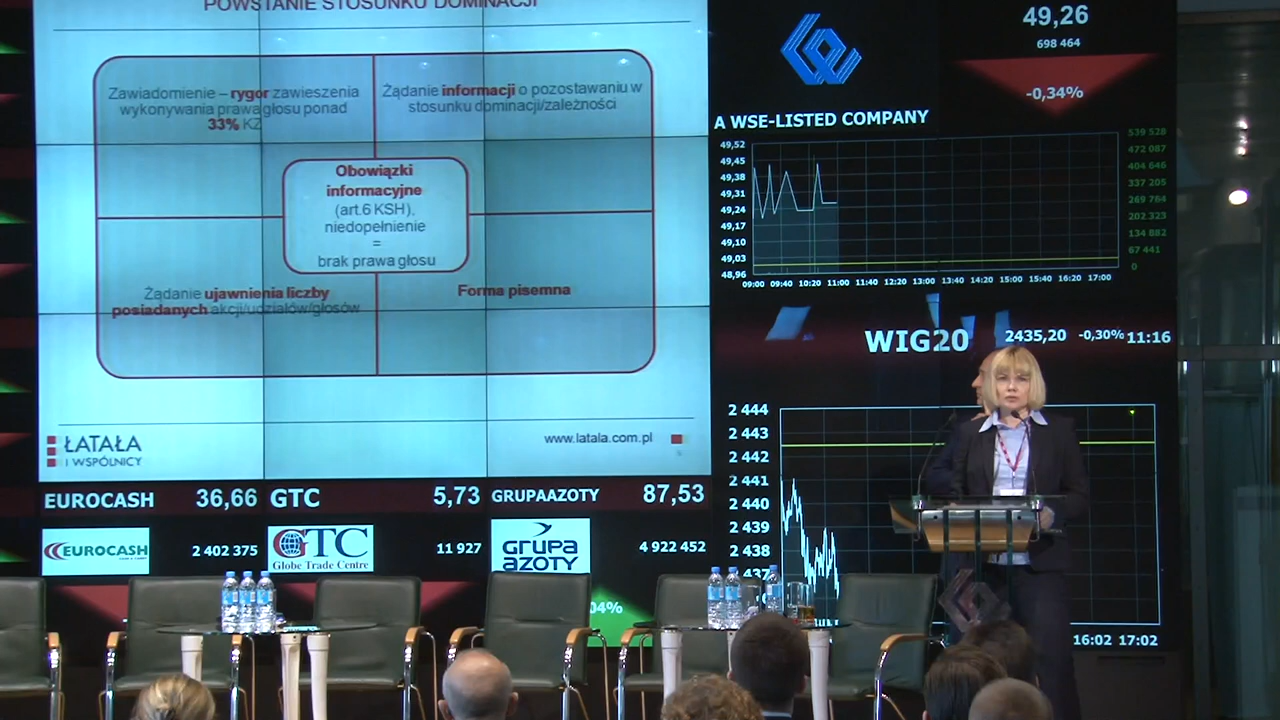 POWSTANIE STOSUNKU DOMINACJI
Zawiadomienie – rygor zawieszenia
wykonywania prawa głosu ponad
33% KZ
Żądanie informacji o pozostawaniu w
stosunku dominacji/zależności
Obowiązki
informacyjne
(art.6 KSH),
niedopełnienie
=
brak prawa głosu
Żądanie ujawnienia liczby
posiadanych akcji/udziałów/głosów
Forma pisemna
ŁATAŁA
I WSPÓLNICY
www.latala.com.pl
49,26
698 464
-0,34%
A WSE-LISTED COMPANY
49,52
49,45
49,38
49,31
49,24
49,17
49,10
49,03
48,96
539 528
472 087
404 646
337 205
269 764
202 323
134 882
67 441
0
09:00 09:40 10:20 11:00 11:40 12:20 13:00 13:40 14:20 15:00 15:40 16:20 17:00
WIG20 2435,20 -0,30% 11:16
2 444
2 443
2 442
2 441
2 440
2 439
2 438
16:02 17:02
EUROCASH 36,66 GTC 5,73 GRUPAAZOTY 87,53
EUROCASH
2 402 375
GTC
Globe Trade Centre
11 927
GRUPA
AZOTY
4 922 452